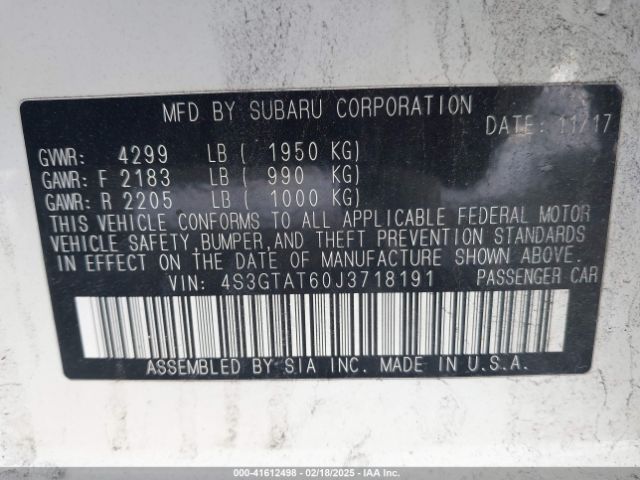 MFD BY SUBARU CORPORATION
DATE: 11/17
GVWR: 4299 LB ( 1950 KG)
GAWR: F 2183 LB ( 990 KG)
GAWR: R 2205 LB ( 1000 KG)
THIS VEHICLE CONFORMS TO ALL APPLICABLE FEDERAL MOTOR
VEHICLE SAFETY, BUMPER, AND THEFT PREVENTION STANDARDS
IN EFFECT ON THE DATE OF MANUFACTURE SHOWN ABOVE.
VIN: 4S3GTAT60J3718191 PASSENGER CAR
ASSEMBLED BY SIA INC. MADE IN U.S.A.
000-41612498 - 02/18/2025 - IAA Inc.